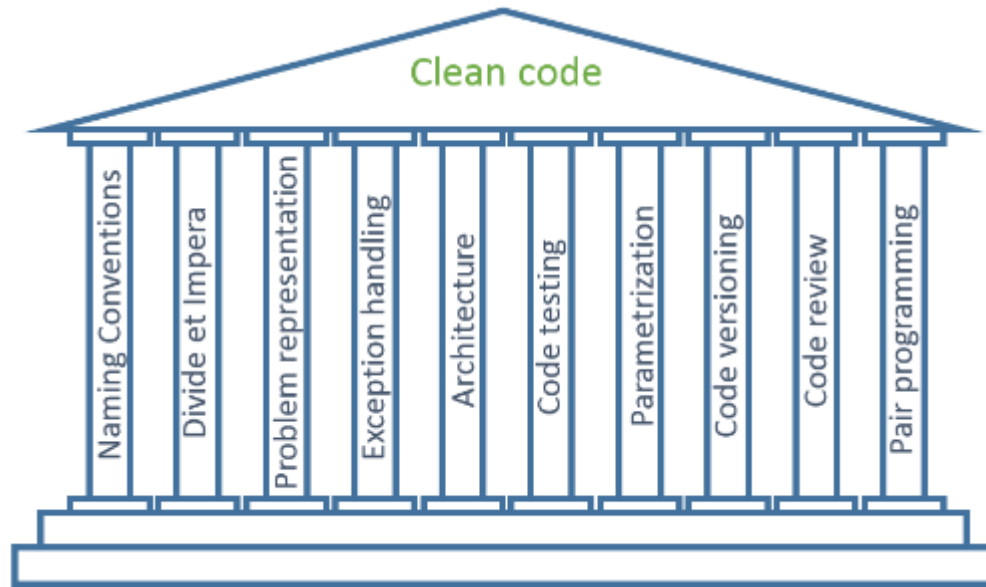 Clean code
Naming Conventions
Divide et Impera
Problem representation
Exception handling
Architecture
Code testing
Parametrization
Code versioning
Code review
Pair programming